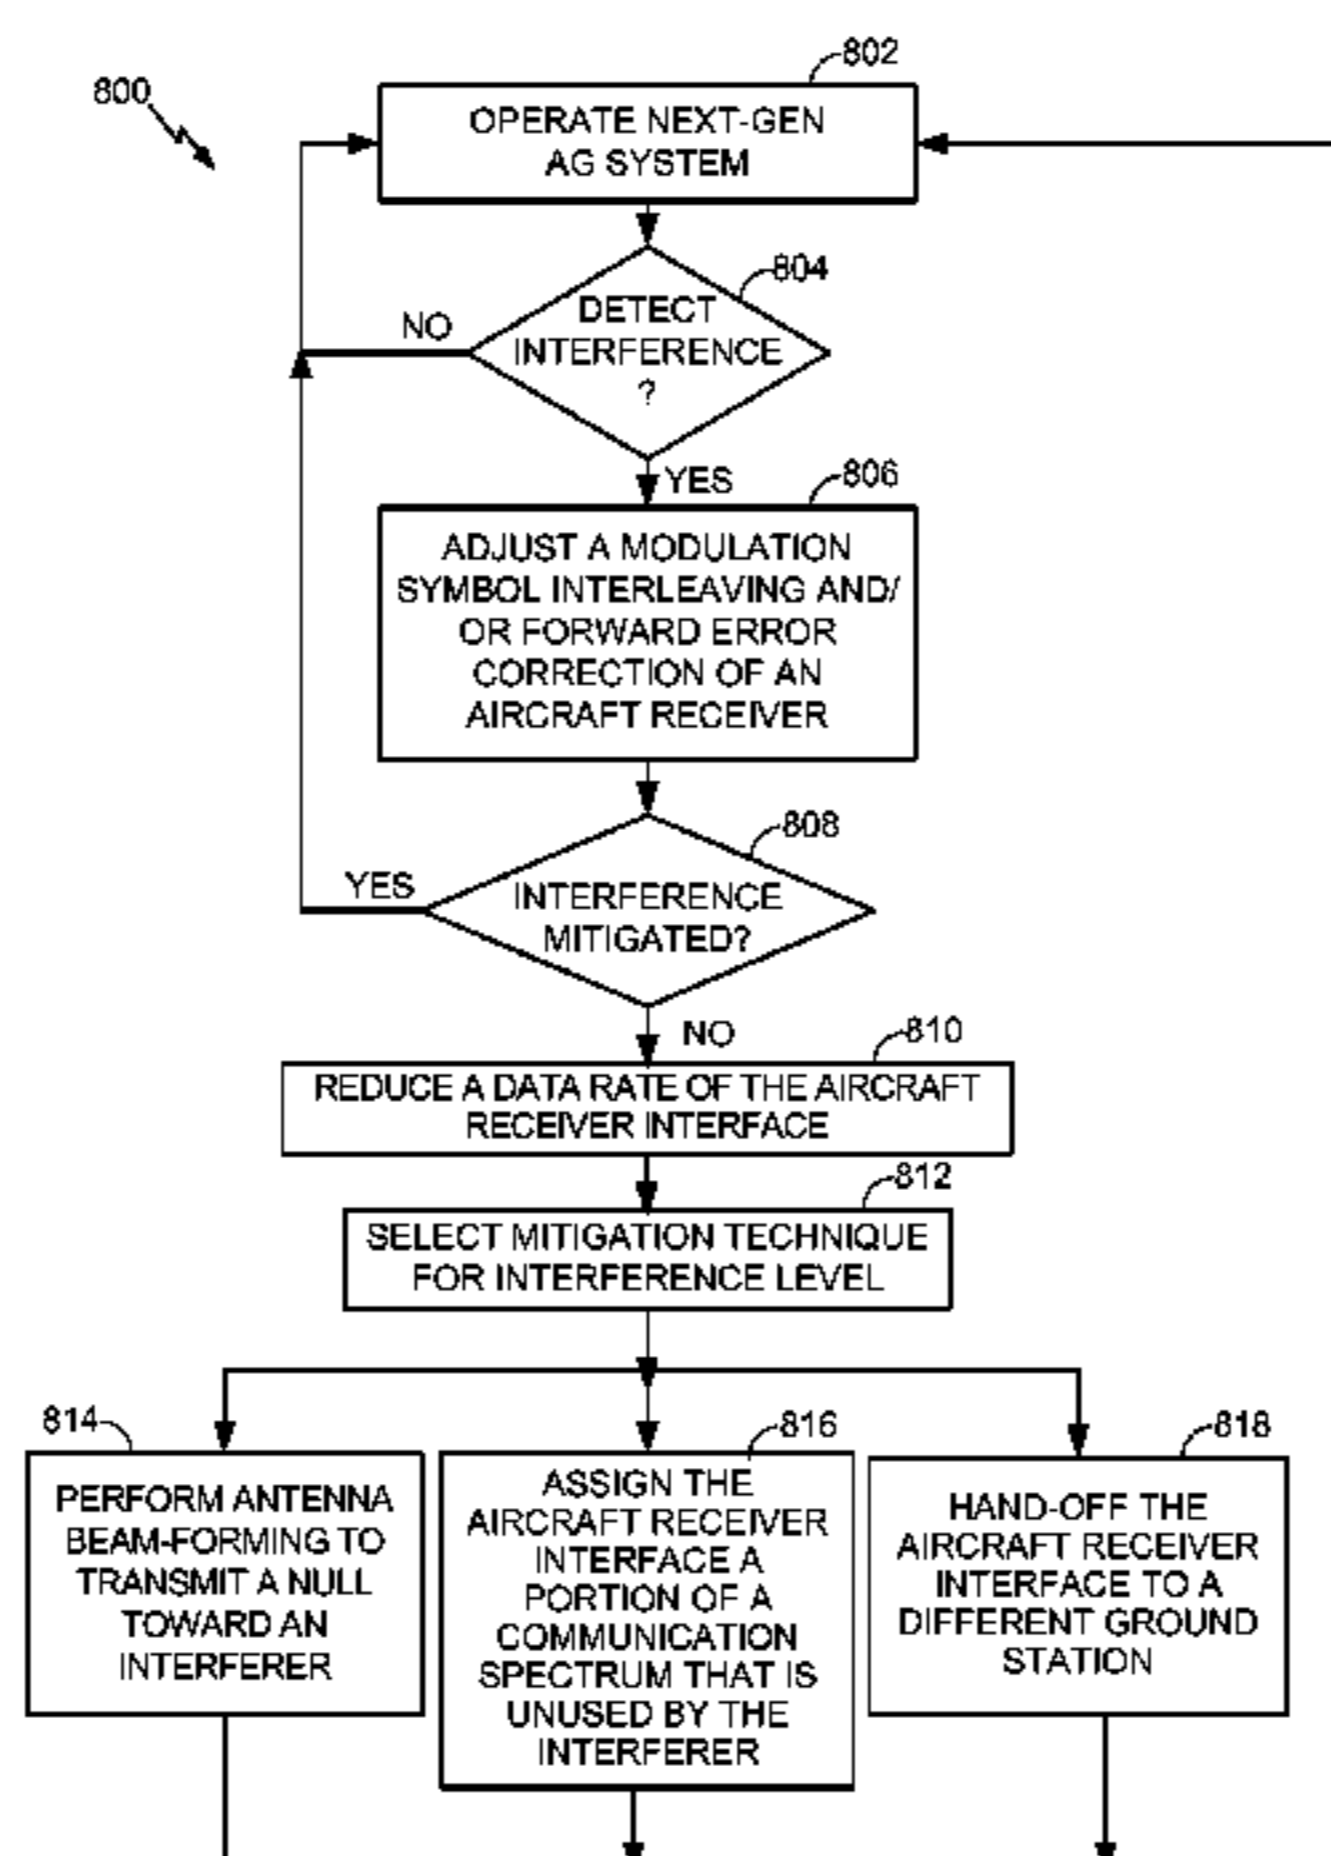 802
800
OPERATE NEXT-GEN
AG SYSTEM
804
NO
DETECT
INTERFERENCE
?
YES
806
ADJUST A MODULATION
SYMBOL INTERLEAVING AND/
OR FORWARD ERROR
CORRECTION OF AN
AIRCRAFT RECEIVER
808
YES
INTERFERENCE
MITIGATED?
NO
810
REDUCE A DATA RATE OF THE AIRCRAFT
RECEIVER INTERFACE
812
SELECT MITIGATION TECHNIQUE
FOR INTERFERENCE LEVEL
814
PERFORM ANTENNA
BEAM-FORMING TO
TRANSMIT A NULL
TOWARD AN
INTERFERER
816
ASSIGN THE
AIRCRAFT RECEIVER
INTERFACE A
PORTION OF A
COMMUNICATION
SPECTRUM THAT IS
UNUSED BY THE
INTERFERER
818
HAND-OFF THE
AIRCRAFT RECEIVER
INTERFACE TO A
DIFFERENT GROUND
STATION